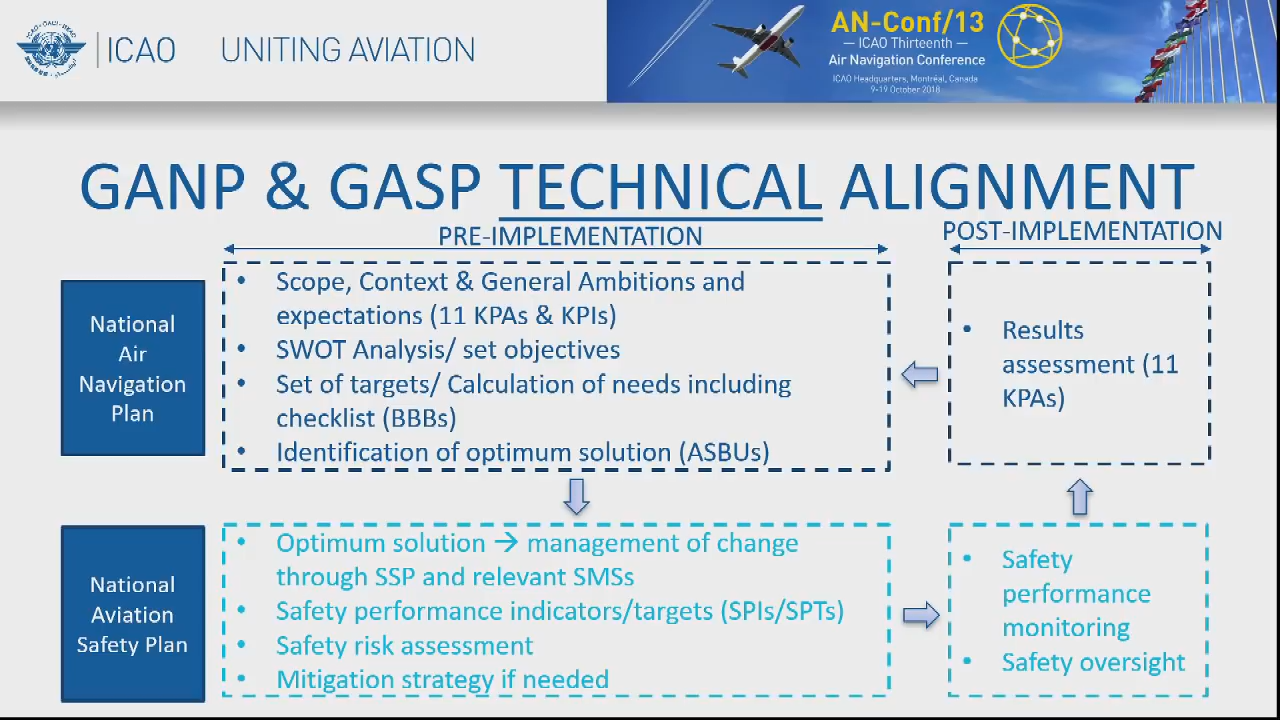 ICAO
UNITING AVIATION
AN-Conf/13
— ICAO Thirteenth —
Air Navigation Conference
ICAO Headquarters, Montréal, Canada
9-19 October 2018
GANP & GASP TECHNICAL ALIGNMENT
PRE-IMPLEMENTATION
POST-IMPLEMENTATION
National
Air
Navigation
Plan
• Scope, Context & General Ambitions and
expectations (11 KPAs & KPIs)
• SWOT Analysis/ set objectives
• Set of targets/ Calculation of needs including
checklist (BBBs)
• Identification of optimum solution (ASBUs)
• Results
assessment (11
KPAs)
National
Aviation
Safety Plan
• Optimum solution → management of change
through SSP and relevant SMSs
• Safety performance indicators/targets (SPIs/SPTs)
• Safety risk assessment
• Mitigation strategy if needed
• Safety
performance
monitoring
• Safety oversight